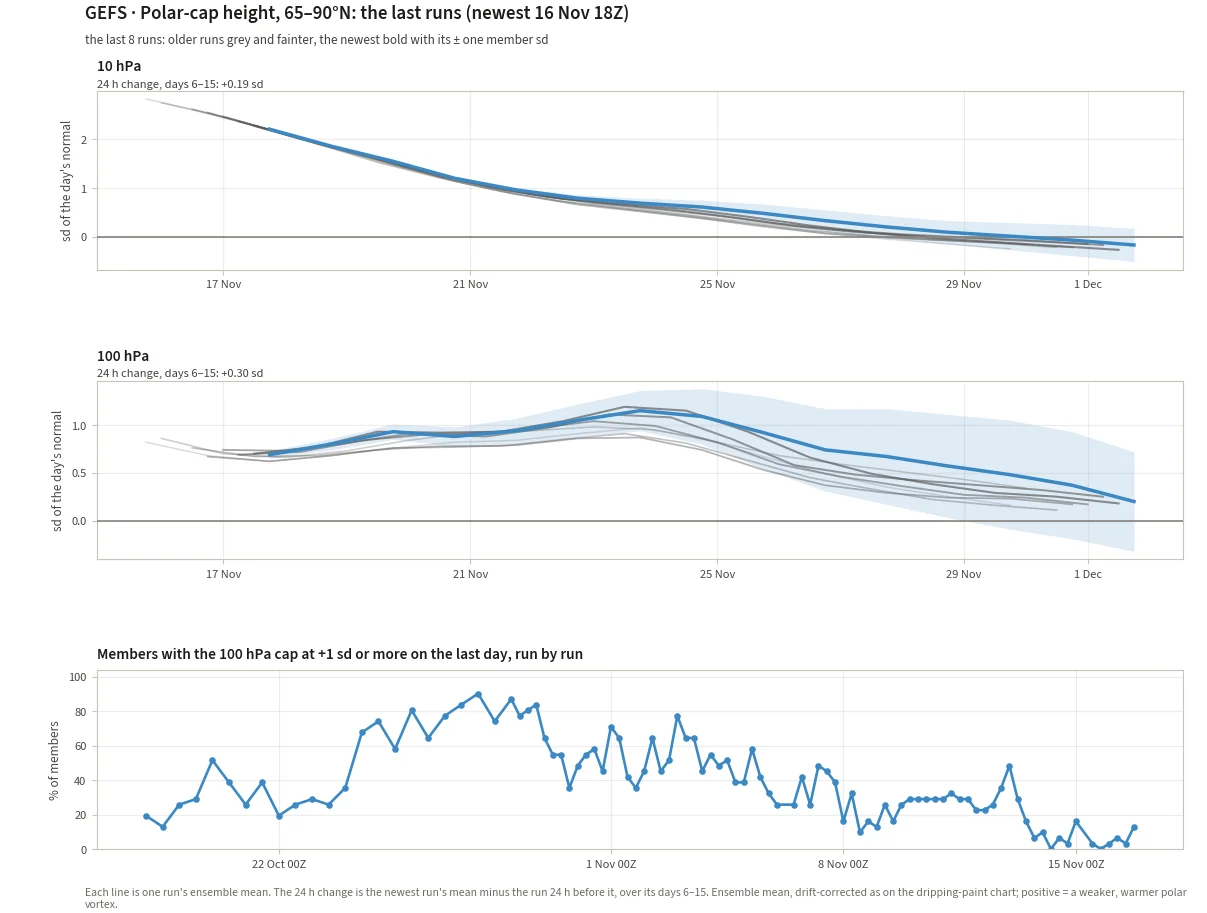 GEFS · Polar-cap height, 65–90°N: the last runs (newest 16 Nov 18Z)
the last 8 runs: older runs grey and fainter, the newest bold with its ± one member sd
10 hPa
24 h change, days 6–15: +0.19 sd
sd of the day's normal
2
1
0
17 Nov
21 Nov
25 Nov
29 Nov
1 Dec
100 hPa
24 h change, days 6–15: +0.30 sd
sd of the day's normal
1.0
0.5
0.0
17 Nov
21 Nov
25 Nov
29 Nov
1 Dec
Members with the 100 hPa cap at +1 sd or more on the last day, run by run
% of members
100
80
60
40
20
0
22 Oct 00Z
1 Nov 00Z
8 Nov 00Z
15 Nov 00Z
Each line is one run's ensemble mean. The 24 h change is the newest run's mean minus the run 24 h before it, over its days 6–15. Ensemble mean, drift-corrected as on the dripping-paint chart; positive = a weaker, warmer polar
vortex.